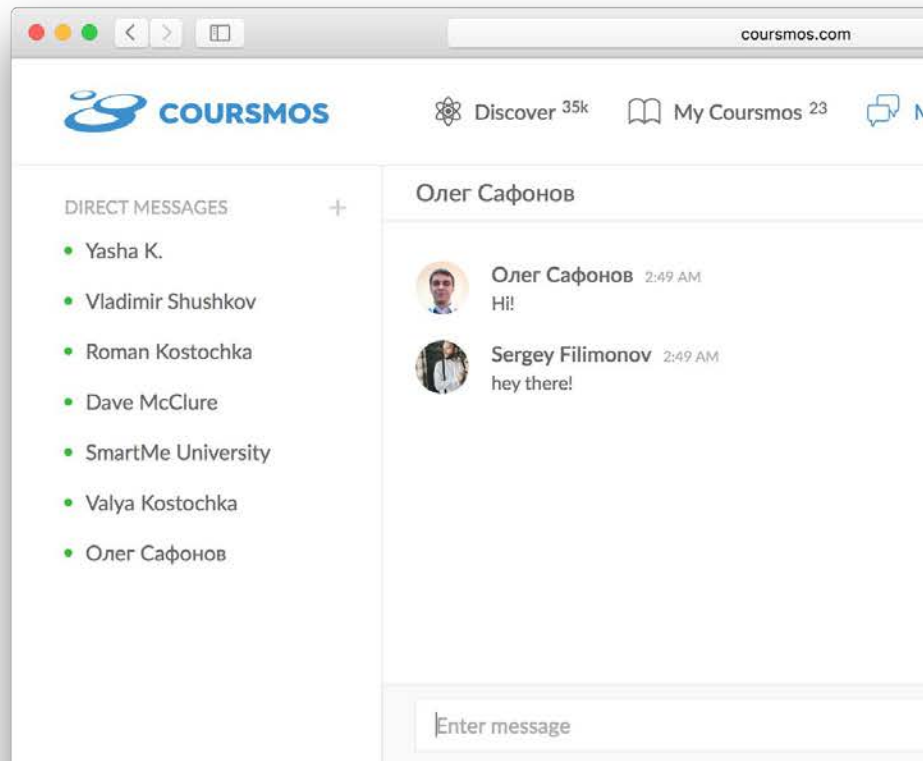 coursmos.com
COURSMOS
Discover 35k
My Coursmos 23
DIRECT MESSAGES +
Yasha K.
Vladimir Shushkov
Roman Kostochka
Dave McClure
SmartMe University
Valya Kostochka
Олег Сафонов
Олег Сафонов
Олег Сафонов 2:49 AM
Hi!
Sergey Filimonov 2:49 AM
hey there!
Enter message